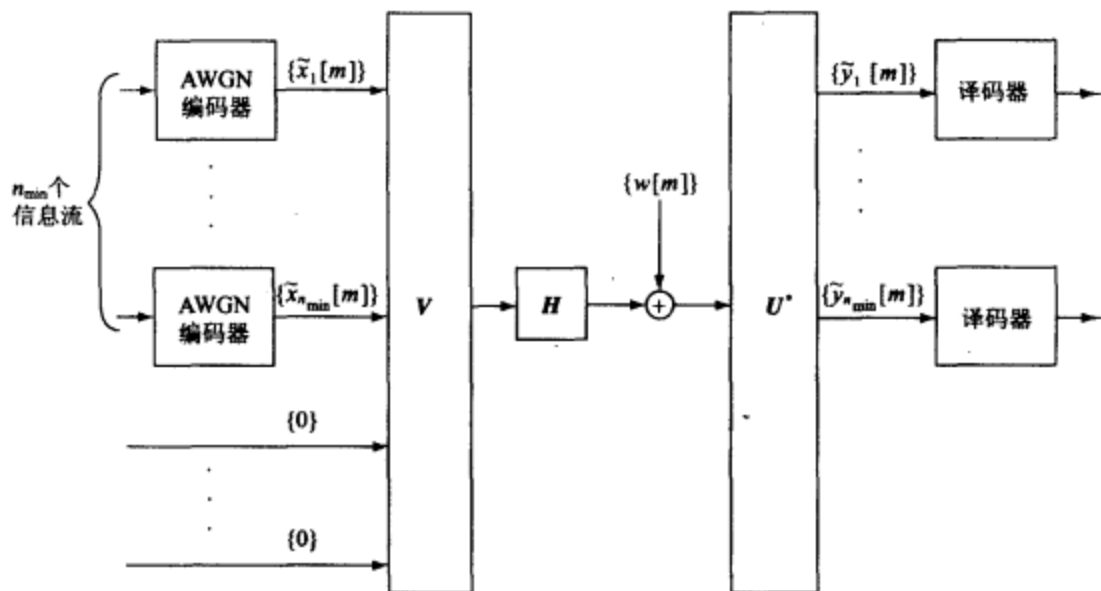 AWGN
编码器
{x̃₁[m]}
{ỹ₁[m]}
译码器
n_min个
信息流
{w[m]}
AWGN
编码器
{x̃_{n_min}[m]}
V
H
+
U*
{ỹ_{n_min}[m]}
译码器
{0}
{0}